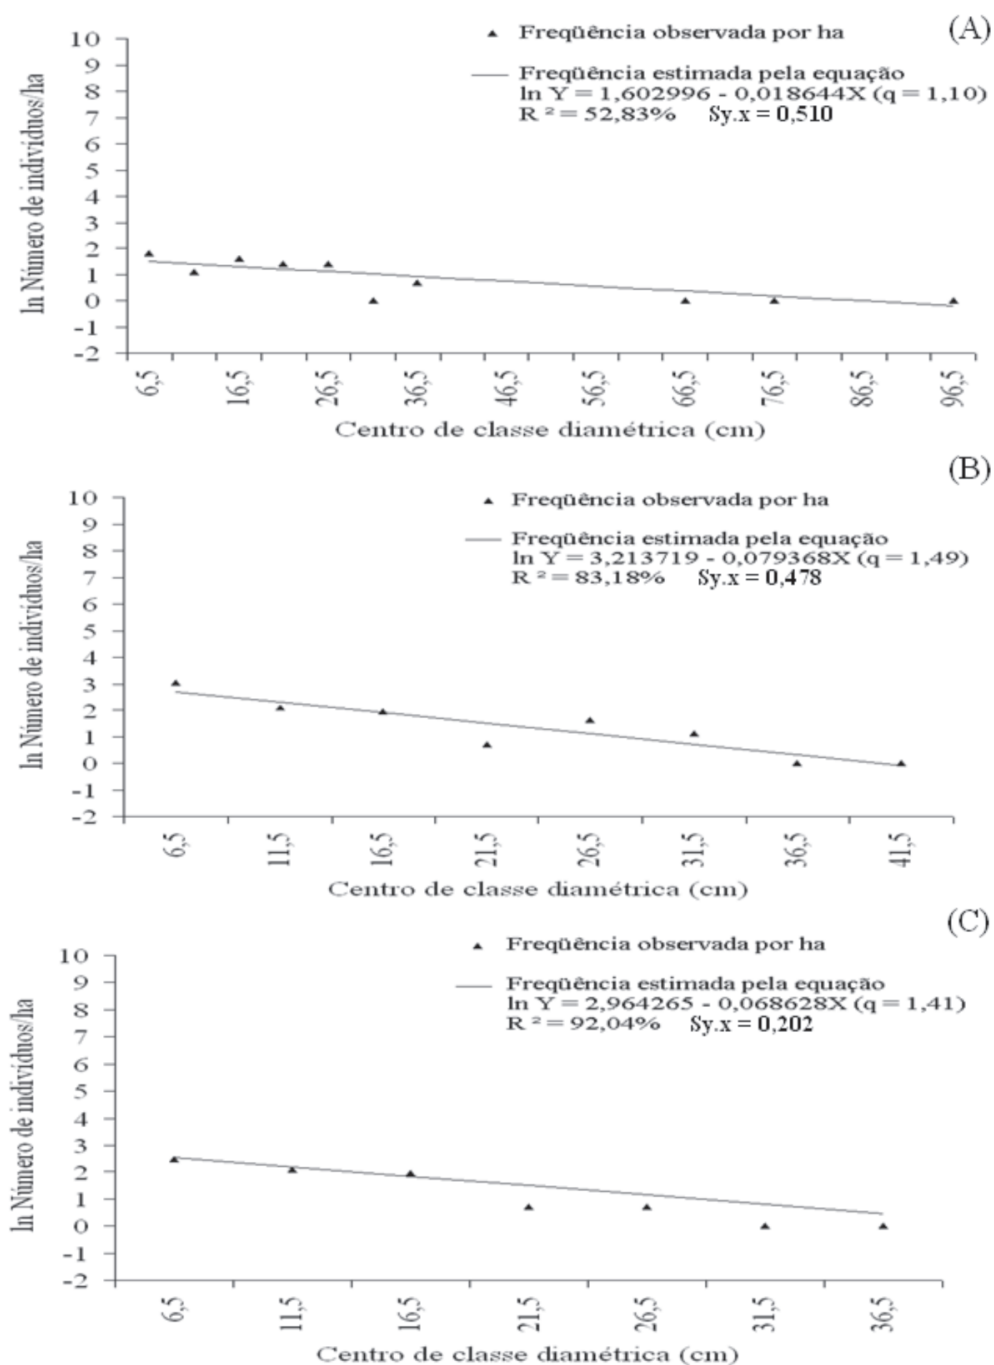 (A)
▲ Freqüência observada por ha
Freqüência estimada pela equação
ln Y = 1,602996 - 0,018644X (q = 1,10)
R ² = 52,83% Sy.x = 0,510
ln Número de indivíduos/ha
10
9
8
7
6
5
4
3
2
1
0
-1
-2
6,5 16,5 26,5 36,5 46,5 56,5 66,5 76,5 86,5 96,5
Centro de classe diamétrica (cm)
(B)
▲ Freqüência observada por ha
Freqüência estimada pela equação
ln Y = 3,213719 - 0,079368X (q = 1,49)
R ² = 83,18% Sy.x = 0,478
ln Número de indivíduos/ha
10
9
8
7
6
5
4
3
2
1
0
-1
-2
6,5 11,5 16,5 21,5 26,5 31,5 36,5 41,5
Centro de classe diamétrica (cm)
(C)
▲ Freqüência observada por ha
Freqüência estimada pela equação
ln Y = 2,964265 - 0,068628X (q = 1,41)
R ² = 92,04% Sy.x = 0,202
ln Número de indivíduos/ha
10
9
8
7
6
5
4
3
2
1
0
-1
-2
6,5 11,5 16,5 21,5 26,5 31,5 36,5
Centro de classe diamétrica (cm)